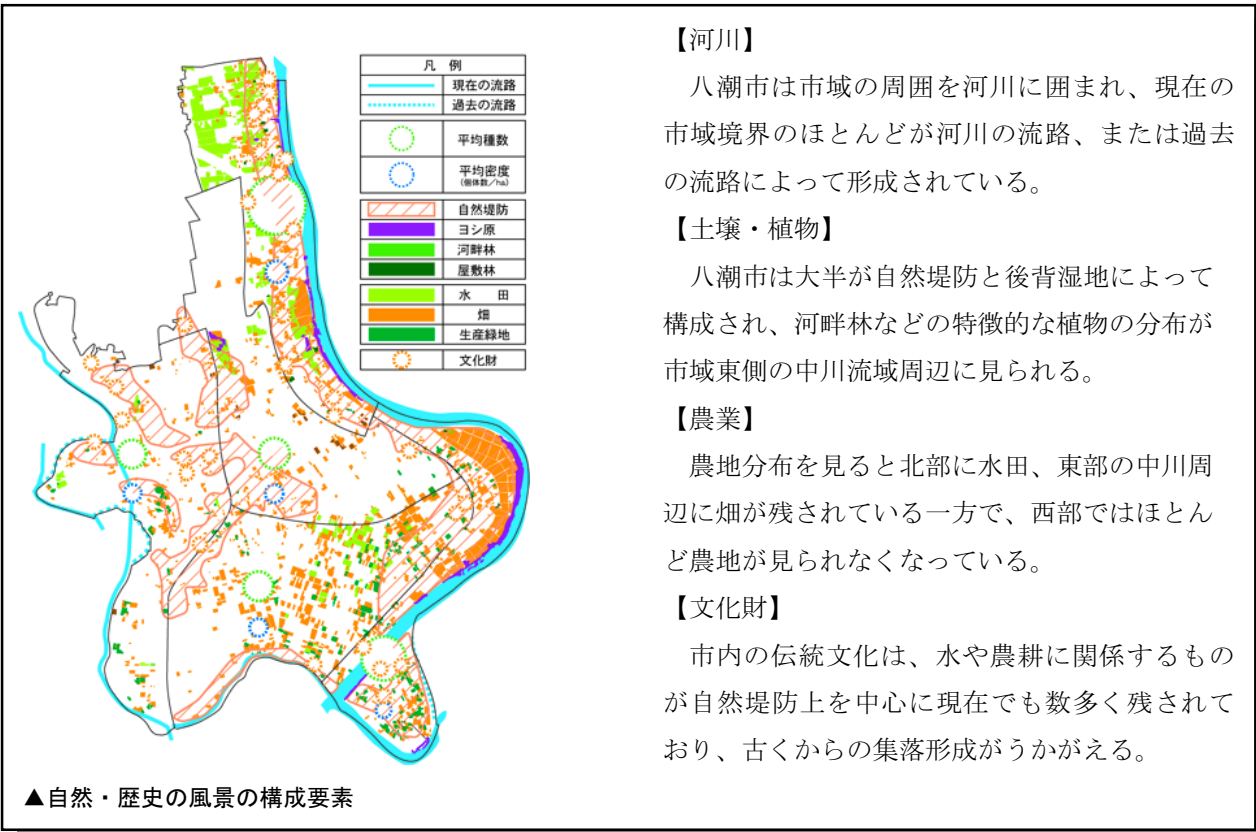 凡 例
現在の流路
過去の流路
平均種数
平均密度
(個体数/ha)
自然堤防
ヨシ原
河畔林
屋敷林
水 田
畑
生産緑地
文化財
▲自然・歴史の風景の構成要素
【河川】
八潮市は市域の周囲を河川に囲まれ、現在の
市域境界のほとんどが河川の流路、または過去
の流路によって形成されている。
【土壌・植物】
八潮市は大半が自然堤防と後背湿地によって
構成され、河畔林などの特徴的な植物の分布が
市域東側の中川流域周辺に見られる。
【農業】
農地分布を見ると北部に水田、東部の中川周
辺に畑が残されている一方で、西部ではほとん
ど農地が見られなくなっている。
【文化財】
市内の伝統文化は、水や農耕に関係するもの
が自然堤防上を中心に現在でも数多く残されて
おり、古くからの集落形成がうかがえる。